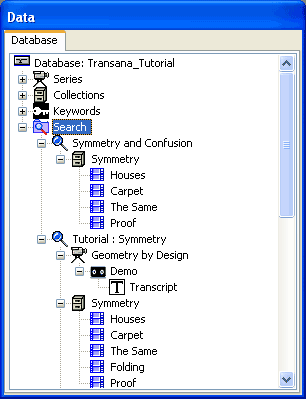 Data
Database
Database: Transana_Tutorial
Series
Collections
Keywords
Search
Symmetry and Confusion
Symmetry
Houses
Carpet
The Same
Proof
Tutorial : Symmetry
Geometry by Design
Demo
T Transcript
Symmetry
Houses
Carpet
The Same
Folding
Proof